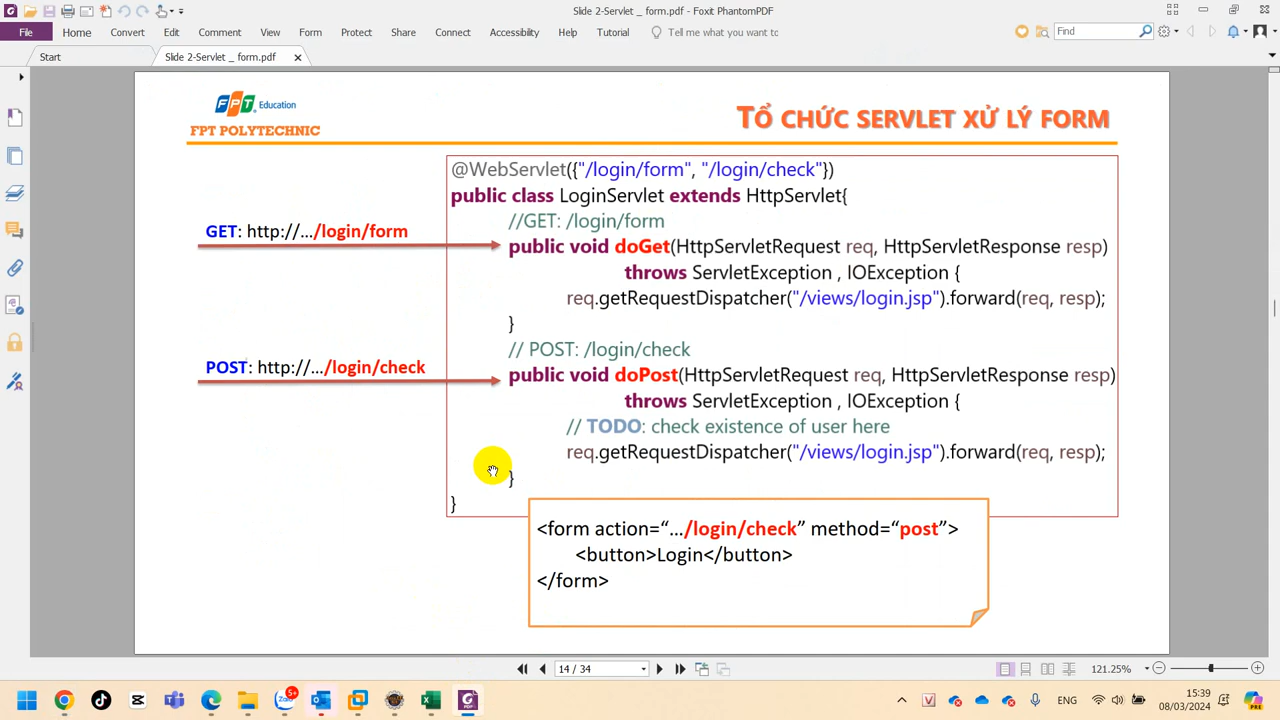 Slide 2-Servlet _ form.pdf - Foxit PhantomPDF
File Home Convert Edit Comment View Form Protect Share Connect Accessibility Help Tutorial Tell me what you want to Find
Start Slide 2-Servlet _ form.pdf
FPT Education
FPT POLYTECHNIC
TỔ CHỨC SERVLET XỬ LÝ FORM
@WebServlet({"/login/form", "/login/check"})
public class LoginServlet extends HttpServlet{
//GET: /login/form
GET: http://.../login/form
public void doGet(HttpServletRequest req, HttpServletResponse resp)
throws ServletException , IOException {
req.getRequestDispatcher("/views/login.jsp").forward(req, resp);
}
// POST: /login/check
POST: http://.../login/check
public void doPost(HttpServletRequest req, HttpServletResponse resp)
throws ServletException , IOException {
// TODO: check existence of user here
req.getRequestDispatcher("/views/login.jsp").forward(req, resp);
}
}
<form action=“.../login/check” method=“post”>
<button>Login</button>
</form>
14 / 34
121.25%
5+
Zalo
ENG
15:39
08/03/2024
PRE